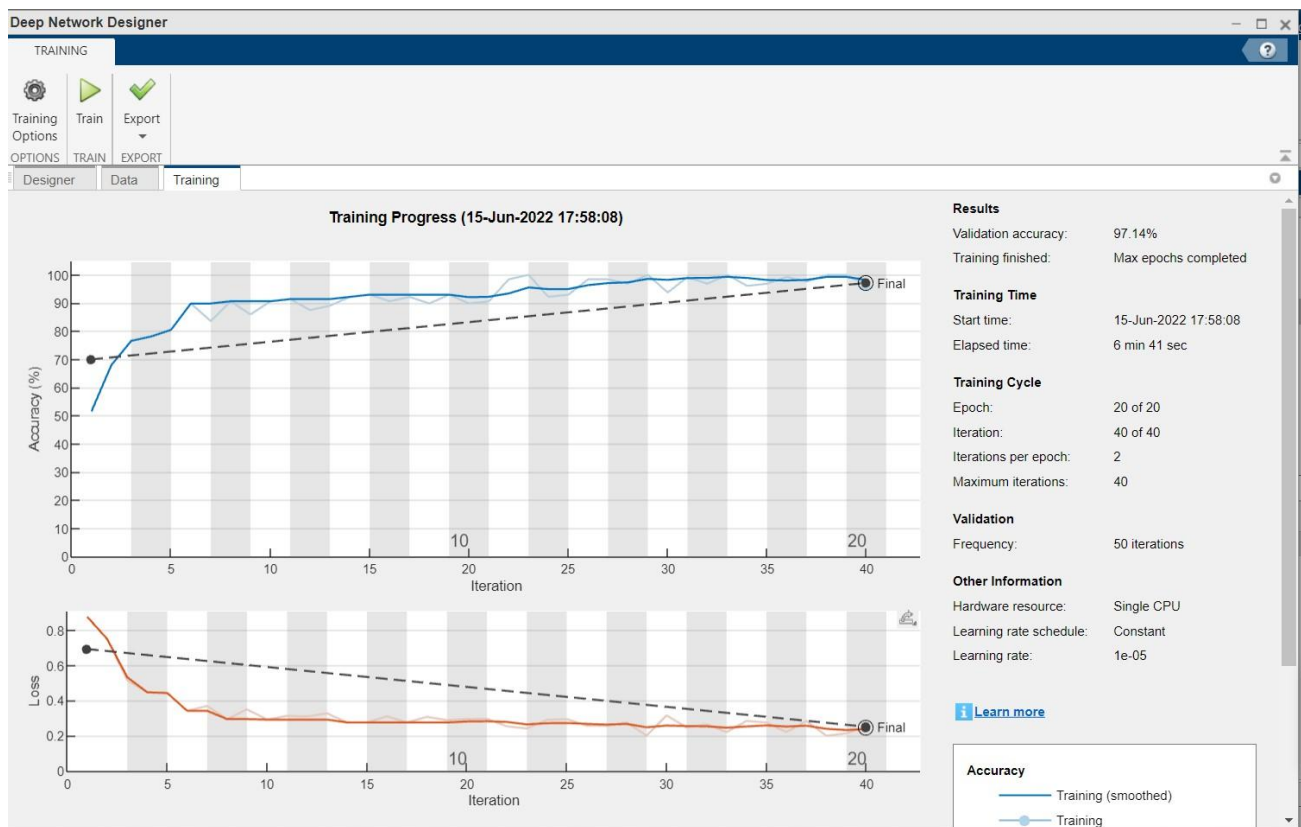 Deep Network Designer
TRAINING
?
Training Options
Train
Export
OPTIONS
TRAIN
EXPORT
Designer
Data
Training
Training Progress (15-Jun-2022 17:58:08)
Accuracy (%)
100
90
80
70
60
50
40
30
20
10
0
Final
10
20
0 5 10 15 20 25 30 35 40
Iteration
Loss
0.8
0.6
0.4
0.2
0
Final
10
20
0 5 10 15 20 25 30 35 40
Iteration
Results
Validation accuracy: 97.14%
Training finished: Max epochs completed
Training Time
Start time: 15-Jun-2022 17:58:08
Elapsed time: 6 min 41 sec
Training Cycle
Epoch: 20 of 20
Iteration: 40 of 40
Iterations per epoch: 2
Maximum iterations: 40
Validation
Frequency: 50 iterations
Other Information
Hardware resource: Single CPU
Learning rate schedule: Constant
Learning rate: 1e-05
i Learn more
Accuracy
Training (smoothed)
Training